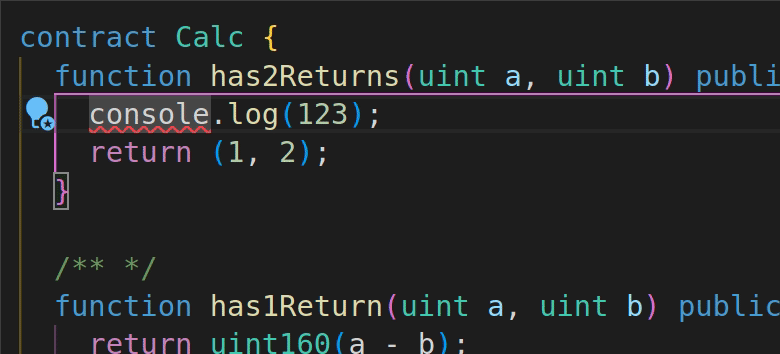 contract Calc {
function has2Returns(uint a, uint b) publi
console.log(123);
return (1, 2);
}
/** */
function has1Return(uint a, uint b) public
return uint160(a - b);